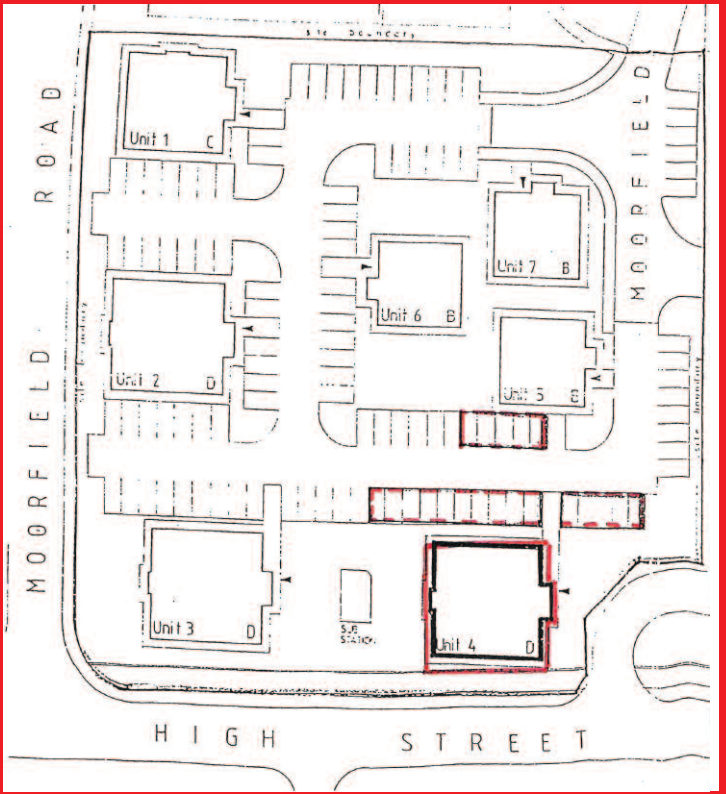 site boundary
MOORFIELD ROAD
MOORFIELD
Unit 1 C
Unit 7 B
Unit 6 B
Unit 2 D
Unit 5 B
site boundary
site boundary
Unit 3 D
SUB
STATION
Unit 4 D
HIGH STREET